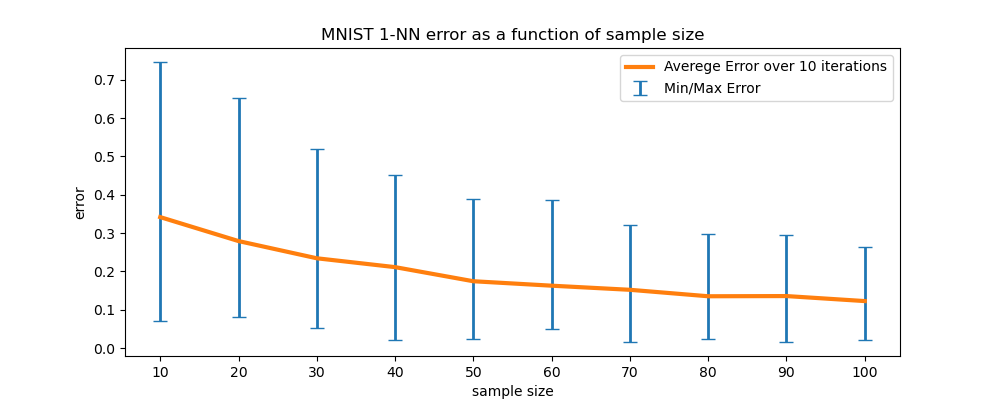 MNIST 1-NN error as a function of sample size
Averege Error over 10 iterations
Min/Max Error
error
0.7
0.6
0.5
0.4
0.3
0.2
0.1
0.0
10 20 30 40 50 60 70 80 90 100
sample size